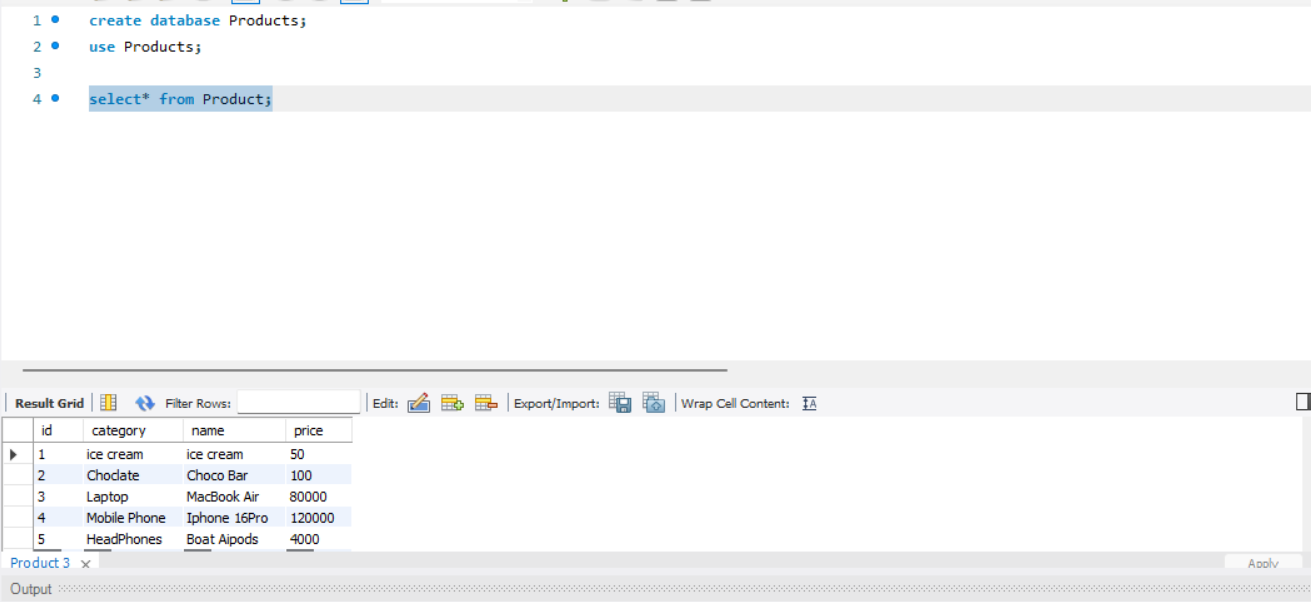 1 create database Products;
2 use Products;
3
4 select* from Product;
Result Grid Filter Rows: Edit: Export/Import: Wrap Cell Content: IA
id category name price
1 ice cream ice cream 50
2 Choclate Choco Bar 100
3 Laptop MacBook Air 80000
4 Mobile Phone Iphone 16Pro 120000
5 HeadPhones Boat Aipods 4000
Product 3 Apply
Output